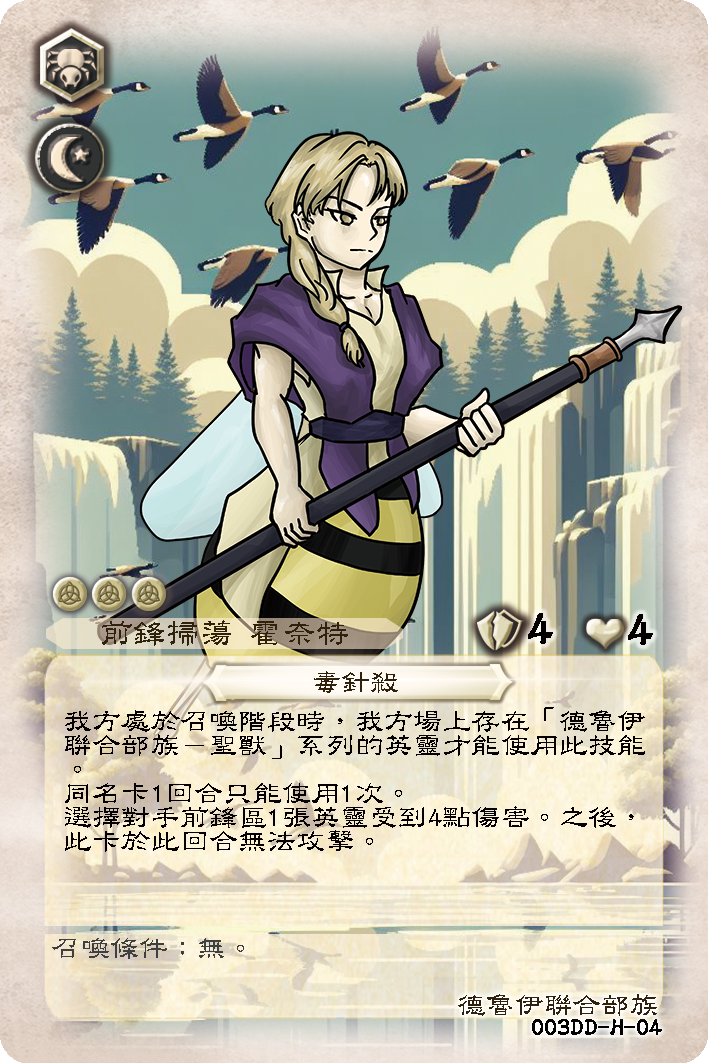 前鋒掃蕩 霍奈特
4
4
毒針殺
我方處於召喚階段時，我方場上存在「德魯伊
聯合部族－聖獸」系列的英靈才能使用此技能
。
同名卡1回合只能使用1次。
選擇對手前鋒區1張英靈受到4點傷害。之後，
此卡於此回合無法攻擊。
召喚條件：無。
德魯伊聯合部族
003DD-H-04